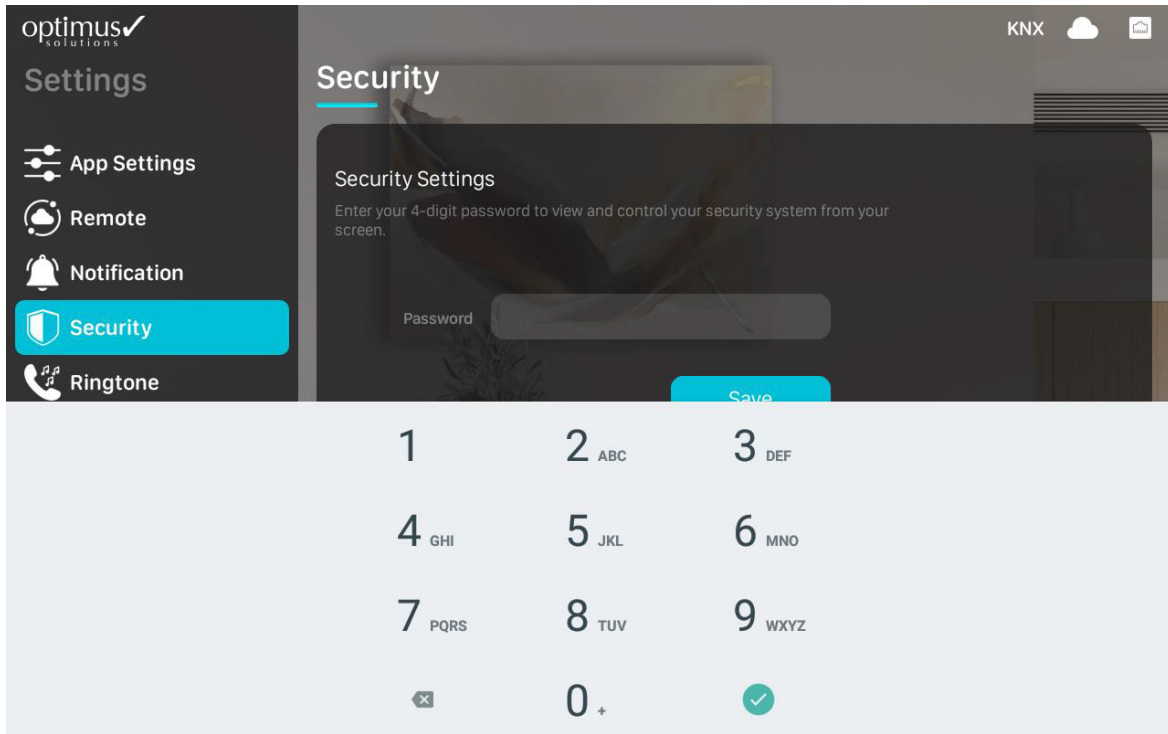 optimus
solutions
KNX
Settings
Security
App Settings
Remote
Notification
Security
Ringtone
Security Settings
Enter your 4-digit password to view and control your security system from your
screen.
Password
Save
1
2 ABC
3 DEF
4 GHI
5 JKL
6 MNO
7 PQRS
8 TUV
9 WXYZ
0 +